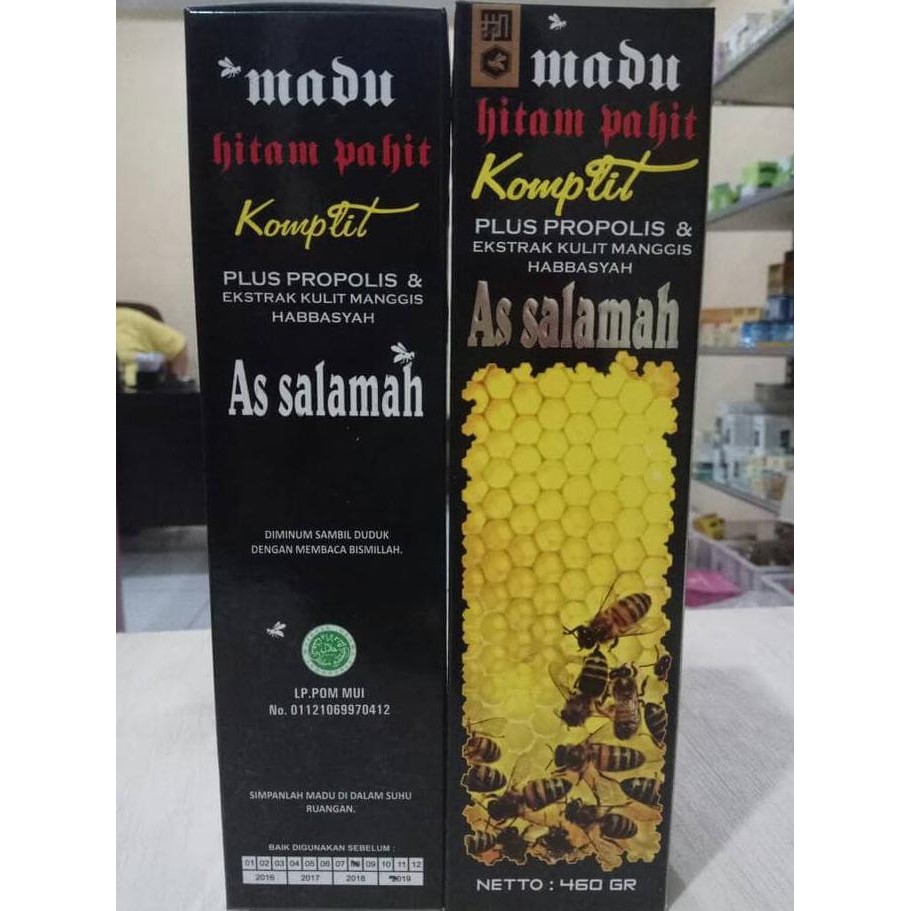 madu
hitam pahit
Komplit
PLUS PROPOLIS &
EKSTRAK KULIT MANGGIS
HABBASYAH
As salamah
DIMINUM SAMBIL DUDUK
DENGAN MEMBACA BISMILLAH.
LP.POM MUI
No. 01121069970412
SIMPANLAH MADU DI DALAM SUHU
RUANGAN.
BAIK DIGUNAKAN SEBELUM :
01 02 03 04 05 06 07 09 10 11 12
2016 2017 2018 2019
madu
hitam pahit
Komplit
PLUS PROPOLIS &
EKSTRAK KULIT MANGGIS
HABBASYAH
As salamah
NETTO : 460 GR